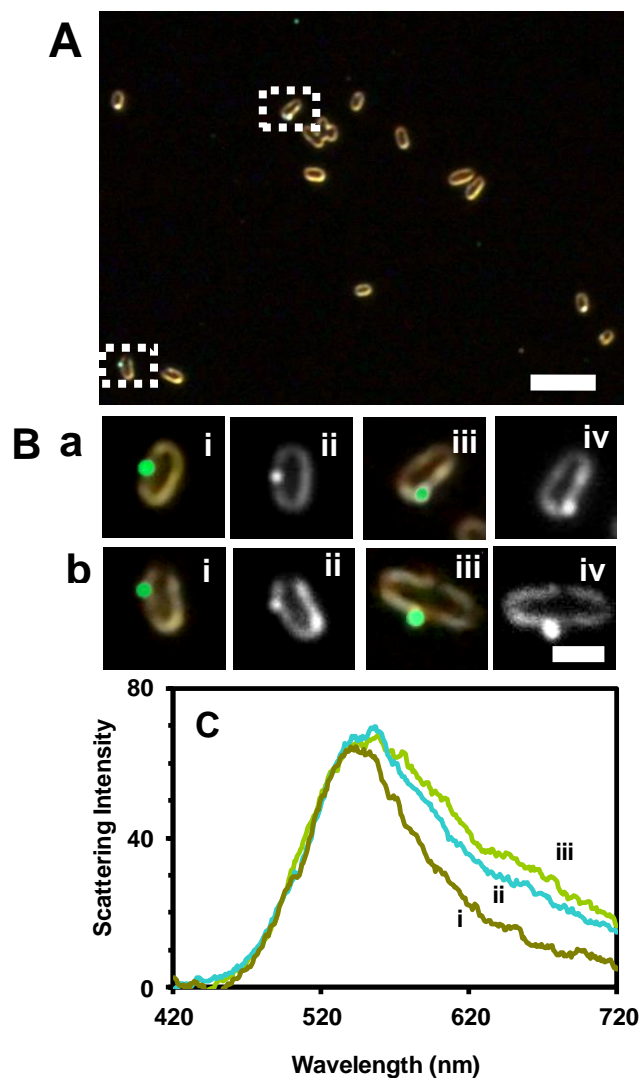 A
B a i ii iii iv
b i ii iii iv
80
C
40
0
iii
ii
i
420 520 620 720
Scattering Intensity
Wavelength (nm)